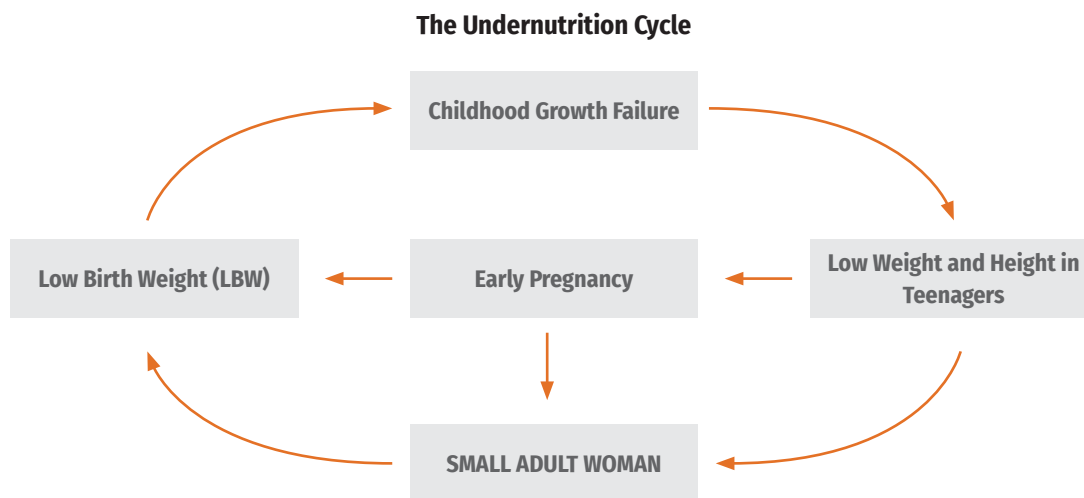 The Undernutrition Cycle
Childhood Growth Failure
Low Birth Weight (LBW)
Early Pregnancy
Low Weight and Height in
Teenagers
SMALL ADULT WOMAN